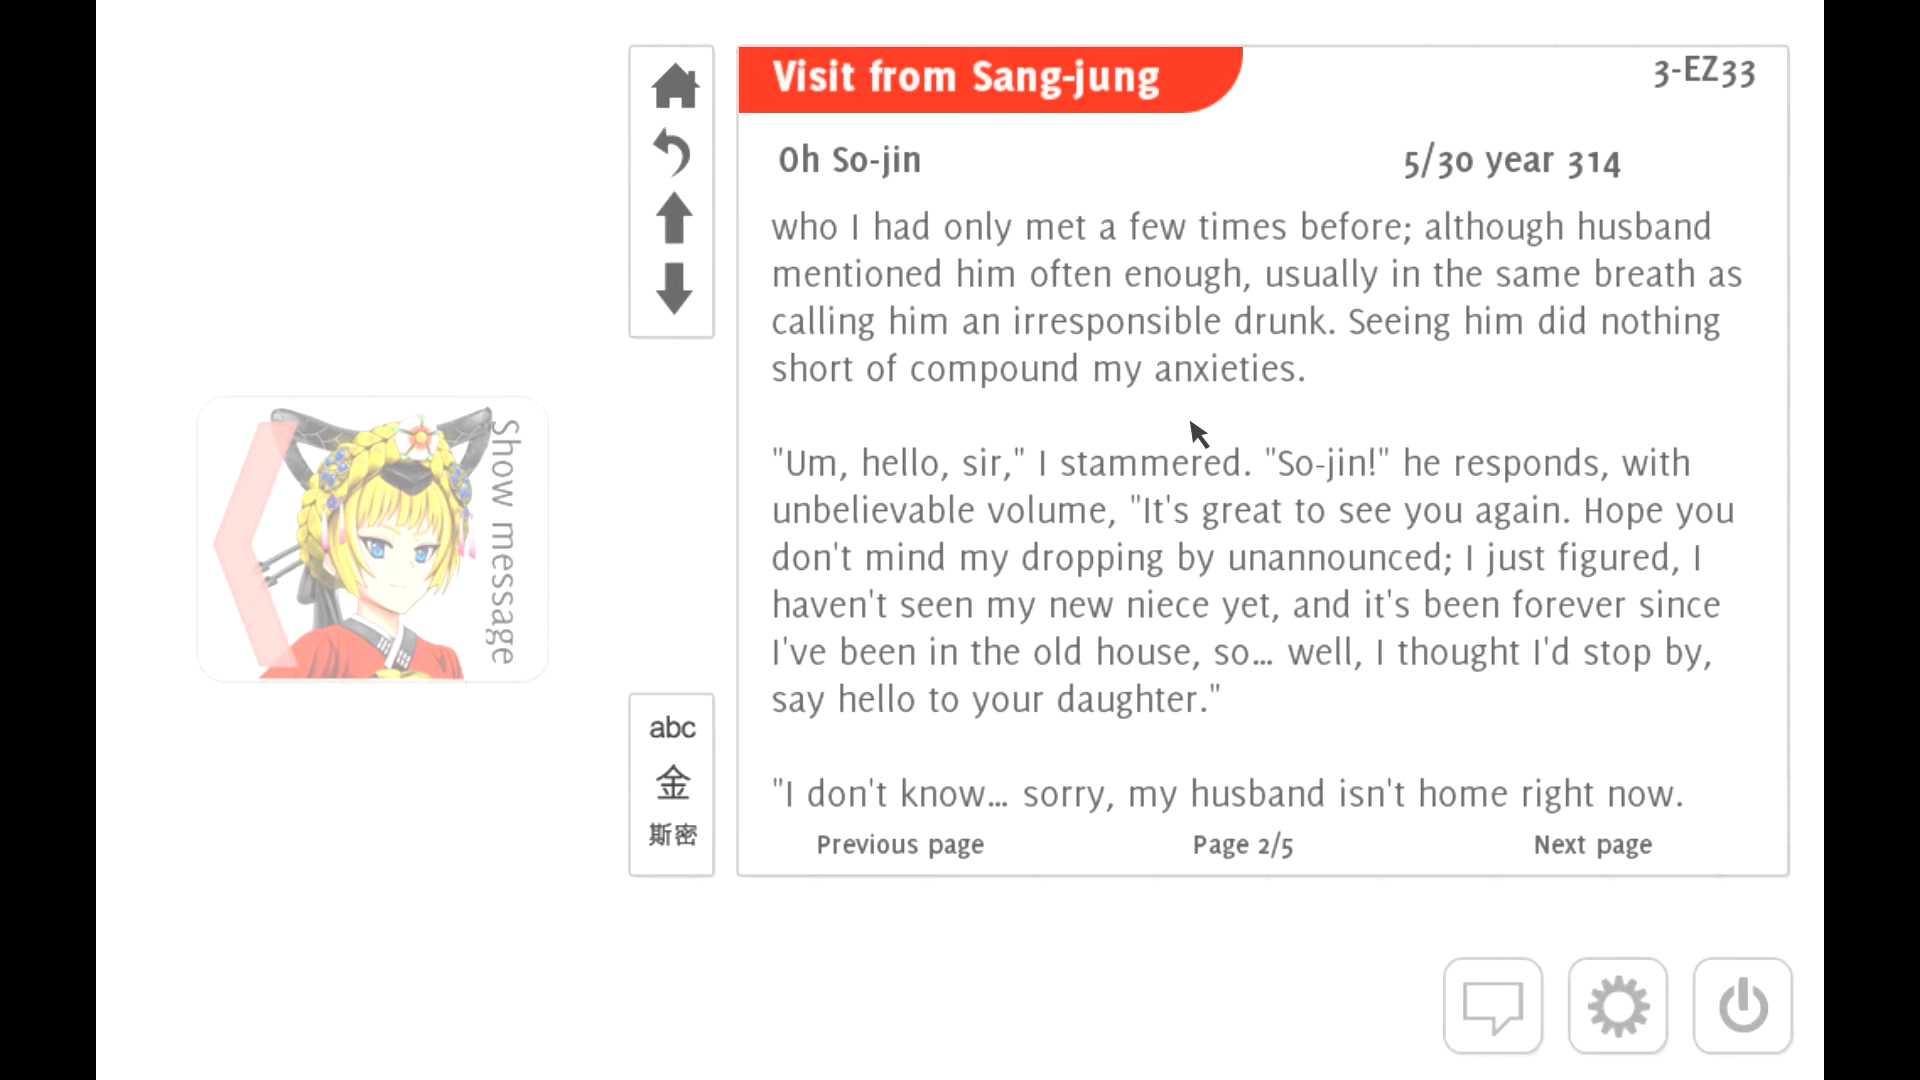 Visit from Sang-jung
3-EZ33
Oh So-jin
5/30 year 314
who I had only met a few times before; although husband
mentioned him often enough, usually in the same breath as
calling him an irresponsible drunk. Seeing him did nothing
short of compound my anxieties.
"Um, hello, sir," I stammered. "So-jin!" he responds, with
unbelievable volume, "It's great to see you again. Hope you
don't mind my dropping by unannounced; I just figured, I
haven't seen my new niece yet, and it's been forever since
I've been in the old house, so... well, I thought I'd stop by,
say hello to your daughter."
"I don't know... sorry, my husband isn't home right now.
Previous page
Page 2/5
Next page
Show message
abc
金
斯密